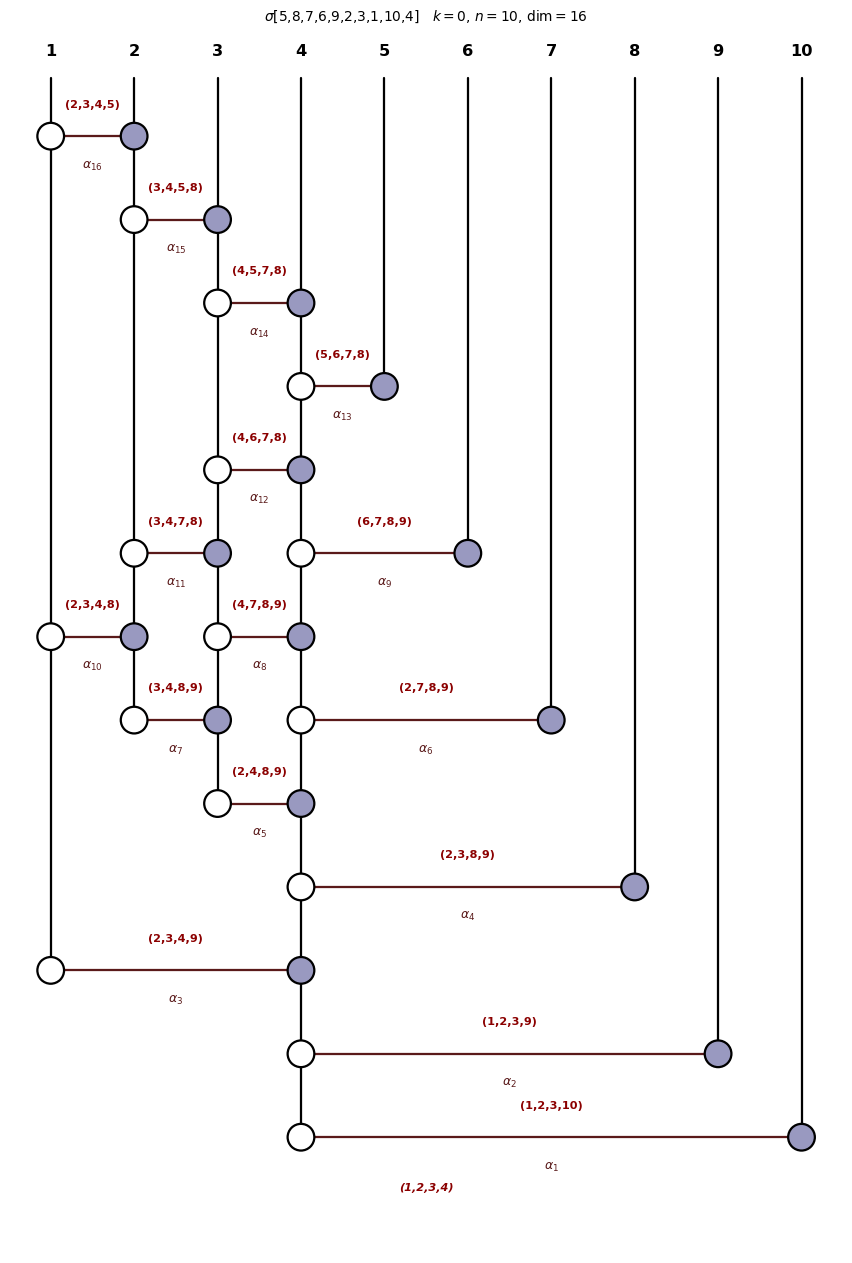 σ[5,8,7,6,9,2,3,1,10,4] k=0, n=10, dim=16
1 2 3 4 5 6 7 8 9 10
(2,3,4,5)
α₁₆
(3,4,5,8)
α₁₅
(4,5,7,8)
α₁₄
(5,6,7,8)
α₁₃
(4,6,7,8)
α₁₂
(3,4,7,8) (6,7,8,9)
α₁₁ α₉
(2,3,4,8) (4,7,8,9)
α₁₀ α₈
(3,4,8,9) (2,7,8,9)
α₇ α₆
(2,4,8,9)
α₅
(2,3,8,9)
α₄
(2,3,4,9)
α₃
(1,2,3,9)
α₂
(1,2,3,10)
α₁
(1,2,3,4)